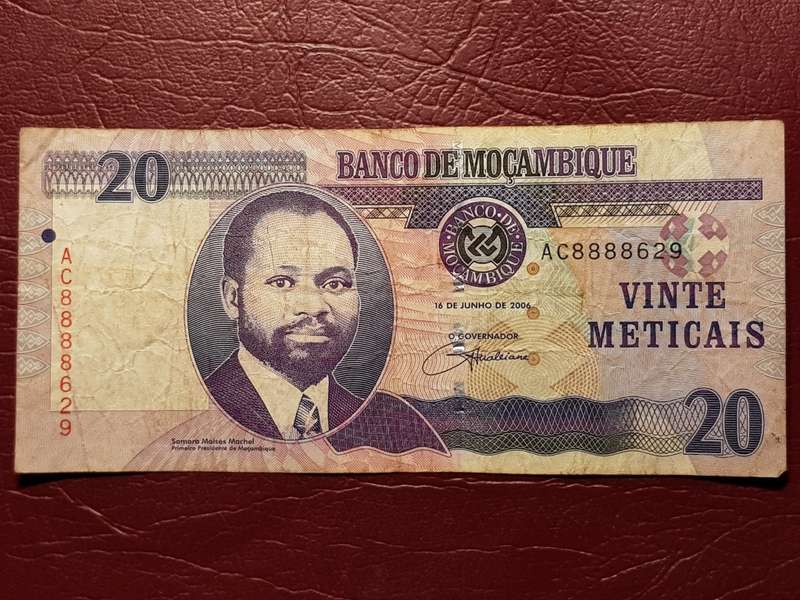 20
BANCO DE MOÇAMBIQUE
BANCO·DE·MOÇAMBIQUE
AC8888629
AC8888629
16 DE JUNHO DE 2006
VINTE
METICAIS
O GOVERNADOR
20
Samora Moises Machel
Primeiro Presidente de Moçambique